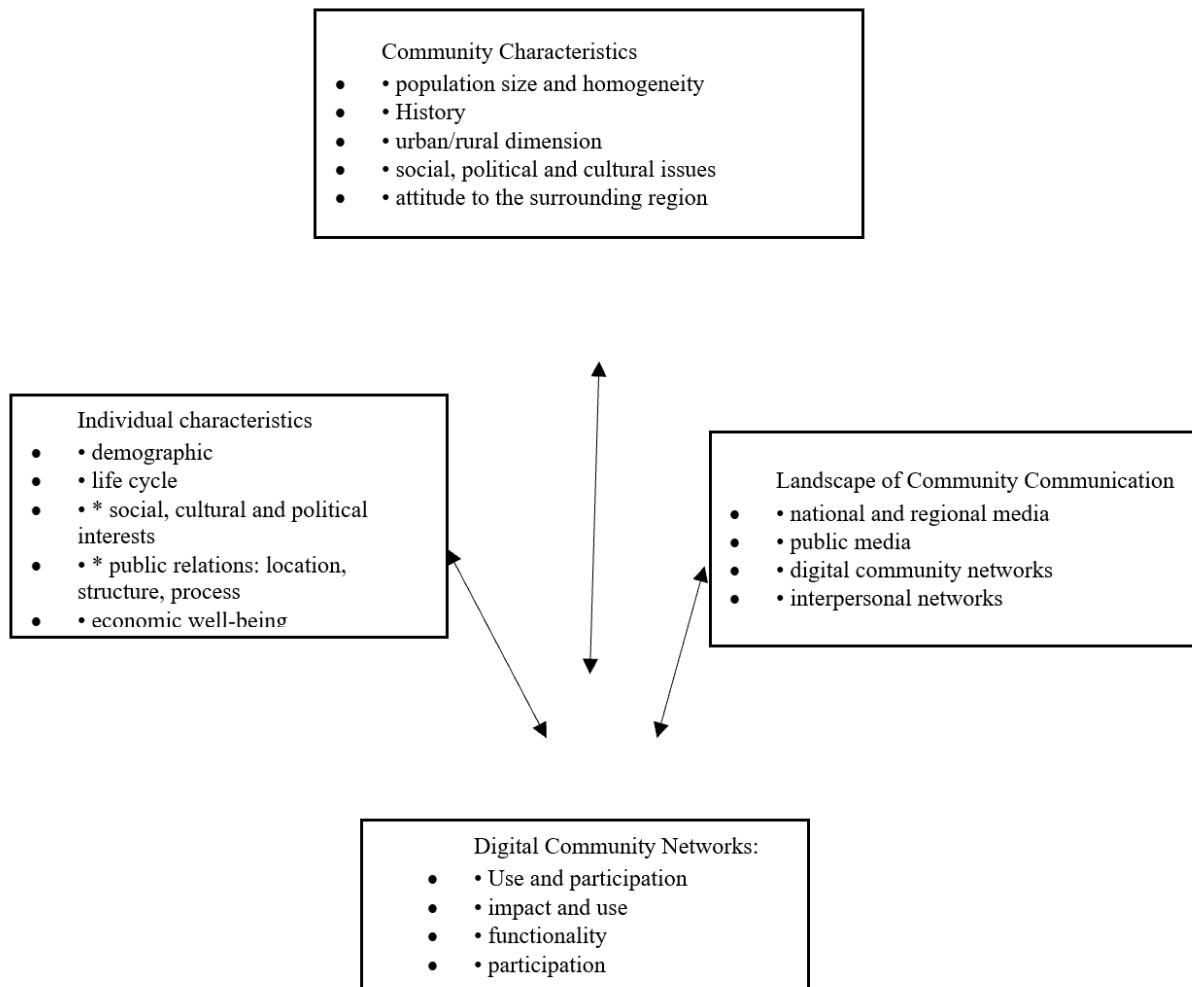 Community Characteristics
● • population size and homogeneity
● • History
● • urban/rural dimension
● • social, political and cultural issues
● • attitude to the surrounding region
Individual characteristics
● • demographic
● • life cycle
● • * social, cultural and political
interests
● • * public relations: location,
structure, process
● • economic well-being
Landscape of Community Communication
● • national and regional media
● • public media
● • digital community networks
● • interpersonal networks
Digital Community Networks:
● • Use and participation
● • impact and use
● • functionality
● • participation